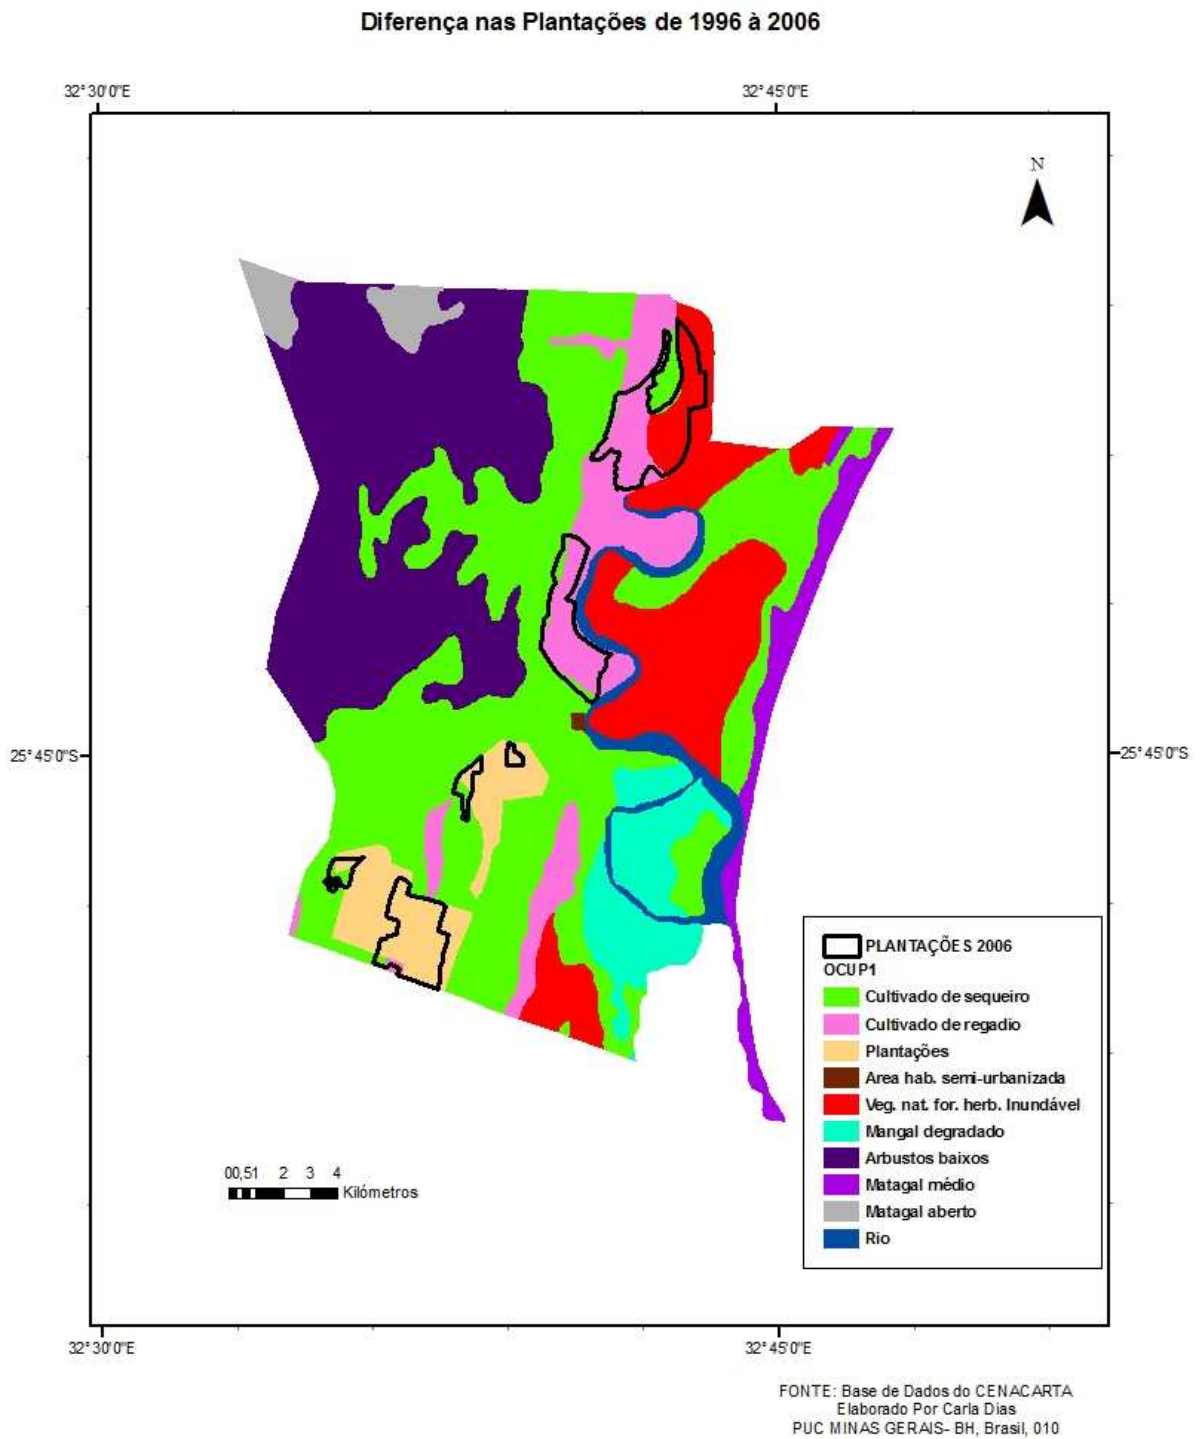 Diferença nas Plantações de 1996 à 2006
32°30'0"E 32°45'0"E
N
25°45'0"S 25°45'0"S
PLANTAÇÕES 2006
OCUP1
Cultivado de sequeiro
Cultivado de regadio
Plantações
Area hab. semi-urbanizada
Veg. nat. for. herb. Inundável
Mangal degradado
Arbustos baixos
Matagal médio
Matagal aberto
Rio
00,51 2 3 4
Kilómetros
32°30'0"E 32°45'0"E
FONTE: Base de Dados do CENACARTA
Elaborado Por Carla Dias
PUC MINAS GERAIS- BH, Brasil, 010